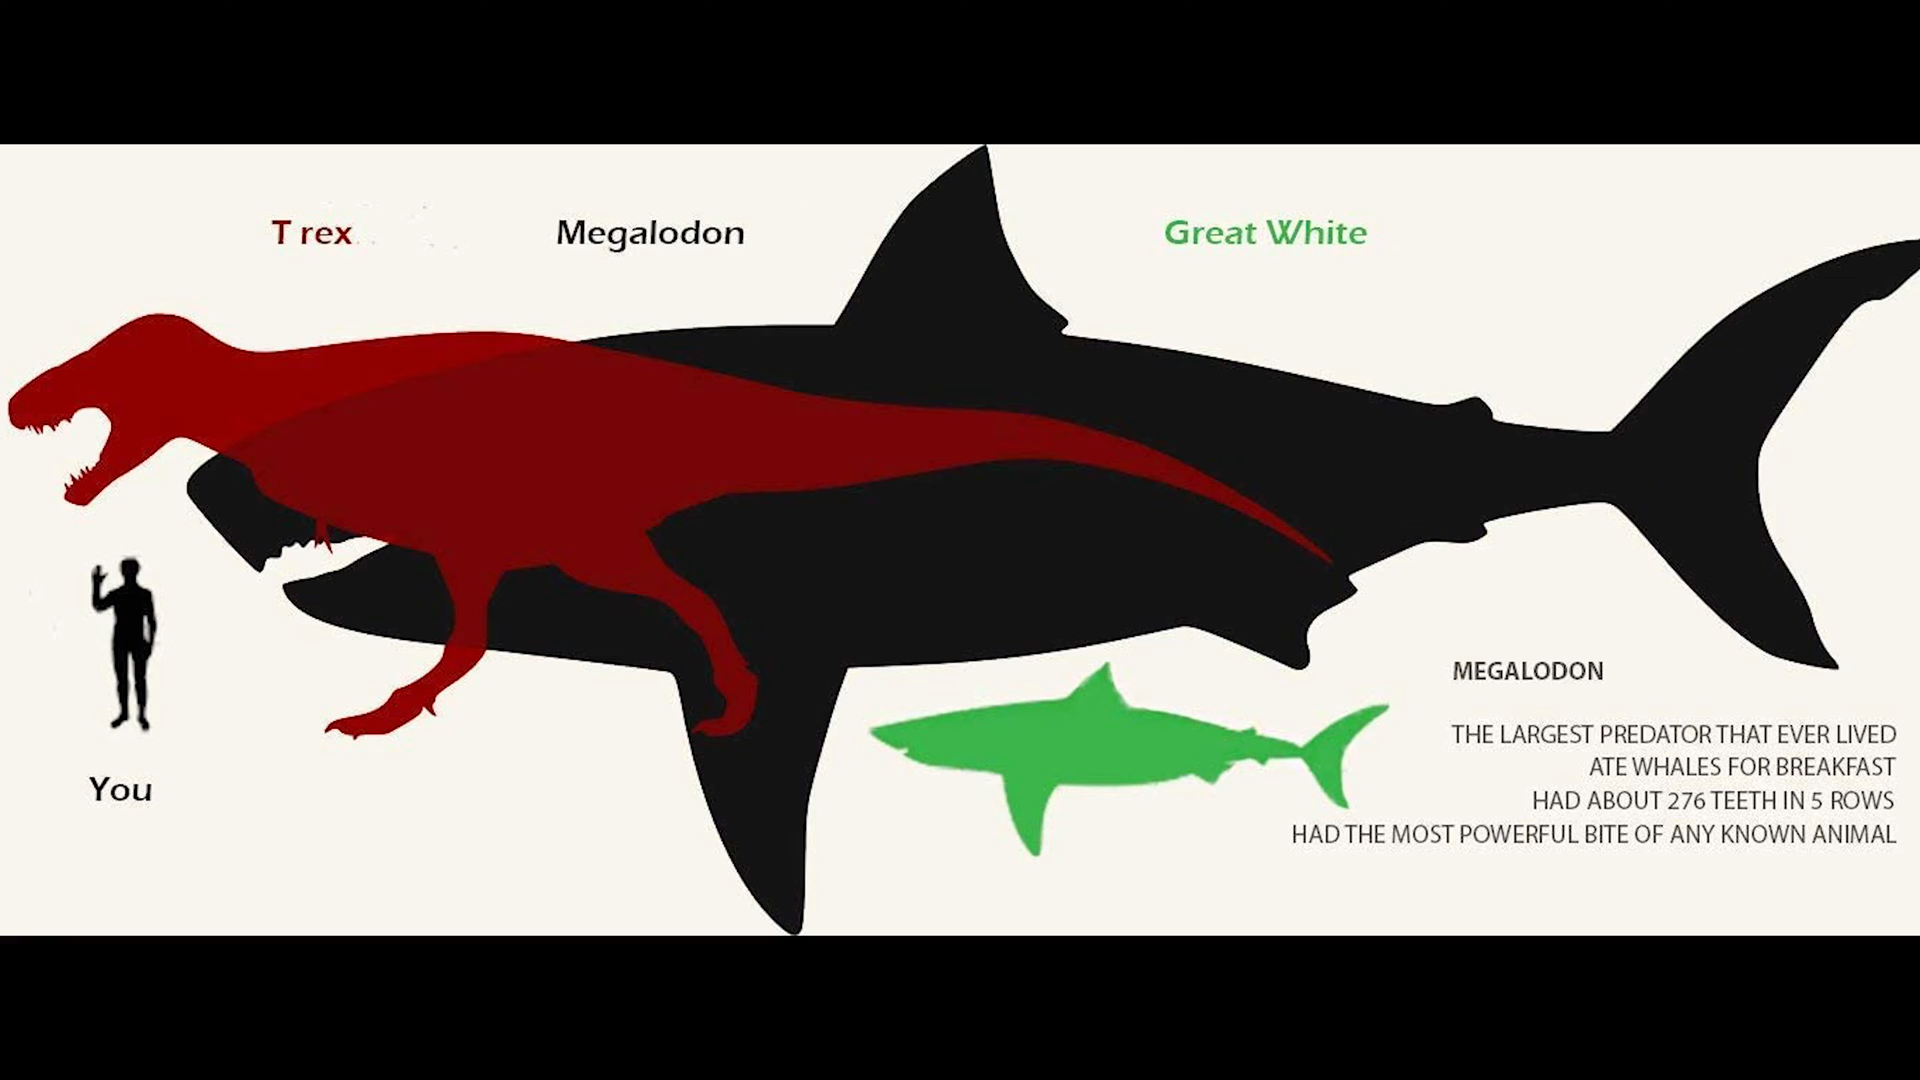 T rex
Megalodon
Great White
You
MEGALODON
THE LARGEST PREDATOR THAT EVER LIVED
ATE WHALES FOR BREAKFAST
HAD ABOUT 276 TEETH IN 5 ROWS
HAD THE MOST POWERFUL BITE OF ANY KNOWN ANIMAL